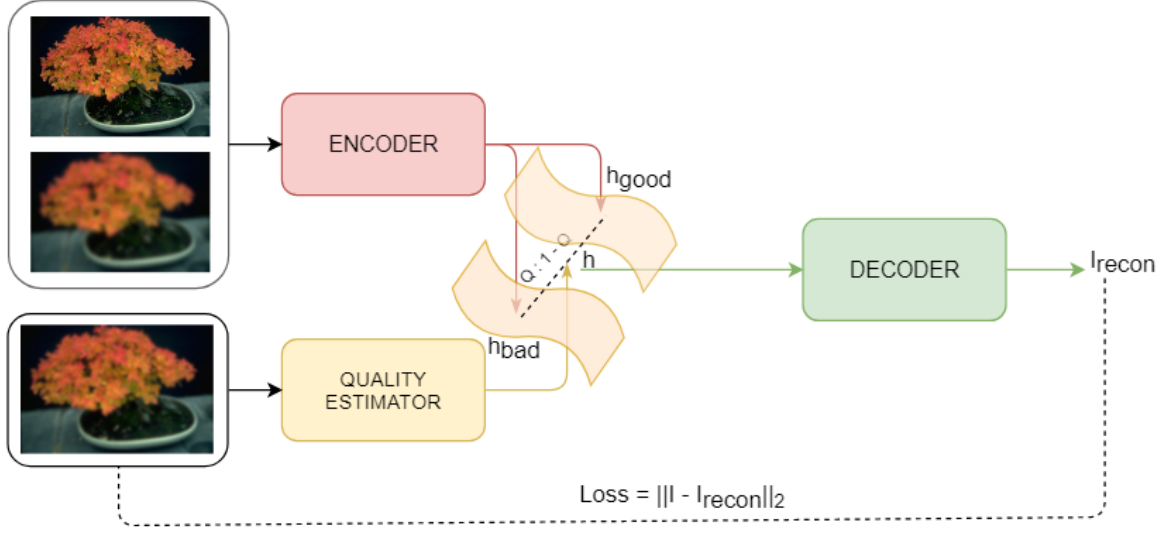 ENCODER
hgood
Q : 1 - Q
h
hbad
DECODER
Irecon
QUALITY
ESTIMATOR
Loss = ||I - Irecon||2